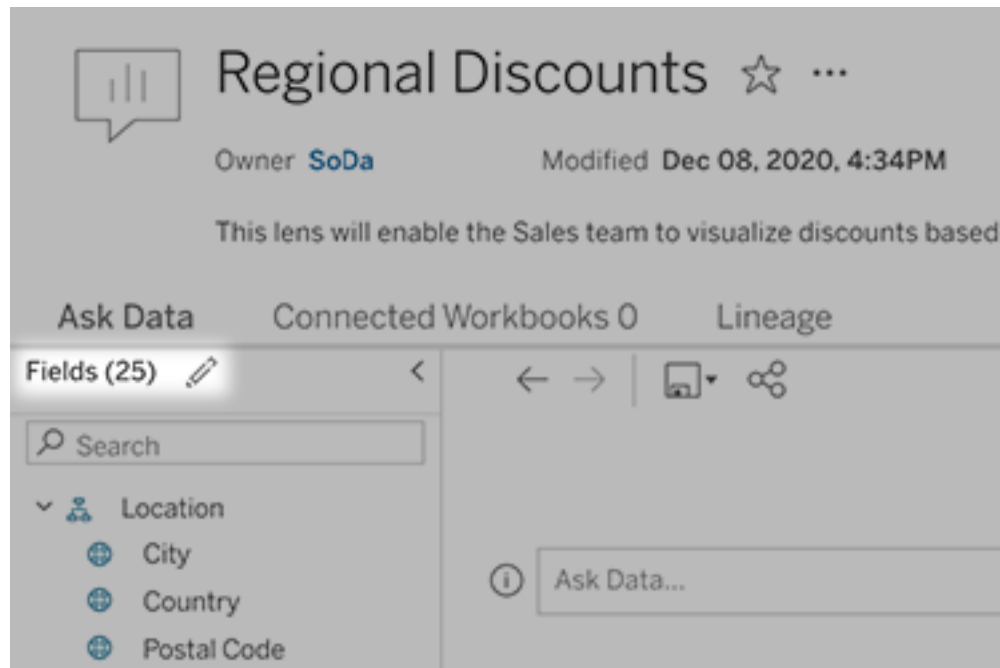 Regional Discounts
Owner SoDa Modified Dec 08, 2020, 4:34PM
This lens will enable the Sales team to visualize discounts based
Ask Data Connected Workbooks 0 Lineage
Fields (25)
Search
Location
City
Ask Data...
Country
Postal Code